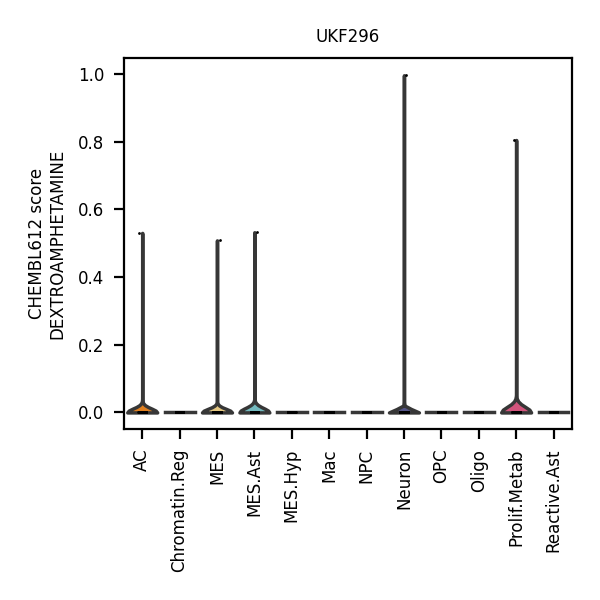 UKF296
CHEMBL612 score
DEXTROAMPHETAMINE
1.0
0.8
0.6
0.4
0.2
0.0
AC
Chromatin.Reg
MES
MES.Ast
MES.Hyp
Mac
NPC
Neuron
OPC
Oligo
Prolif.Metab
Reactive.Ast